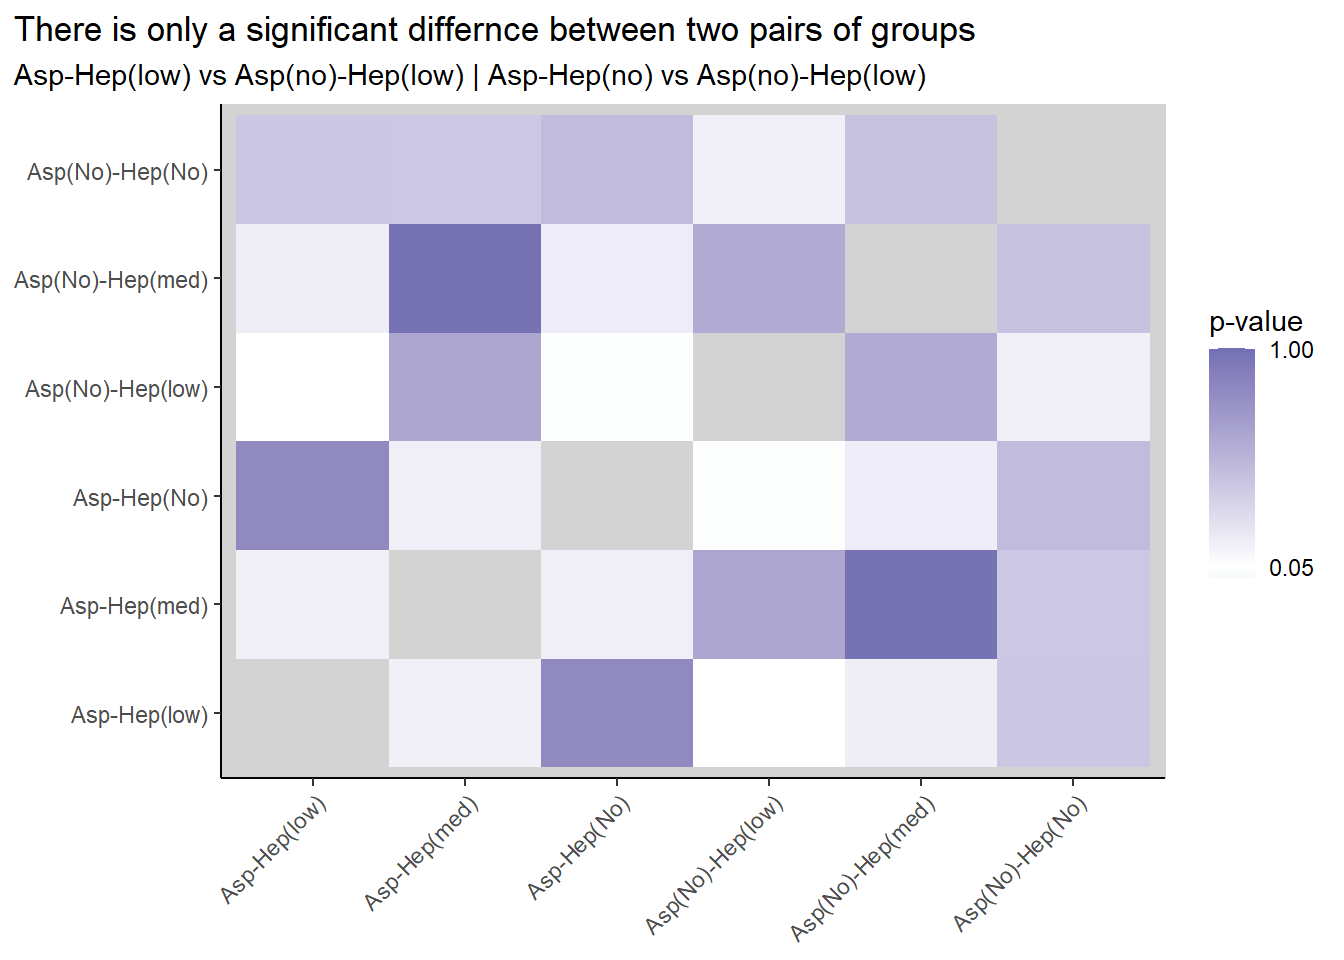 There is only a significant differnce between two pairs of groups
Asp-Hep(low) vs Asp(no)-Hep(low) | Asp-Hep(no) vs Asp(no)-Hep(low)
Asp(No)-Hep(No)
Asp(No)-Hep(med)
Asp(No)-Hep(low)
Asp-Hep(No)
Asp-Hep(med)
Asp-Hep(low)
Asp-Hep(low)
Asp-Hep(med)
Asp-Hep(No)
Asp(No)-Hep(low)
Asp(No)-Hep(med)
Asp(No)-Hep(No)
p-value
1.00
0.05